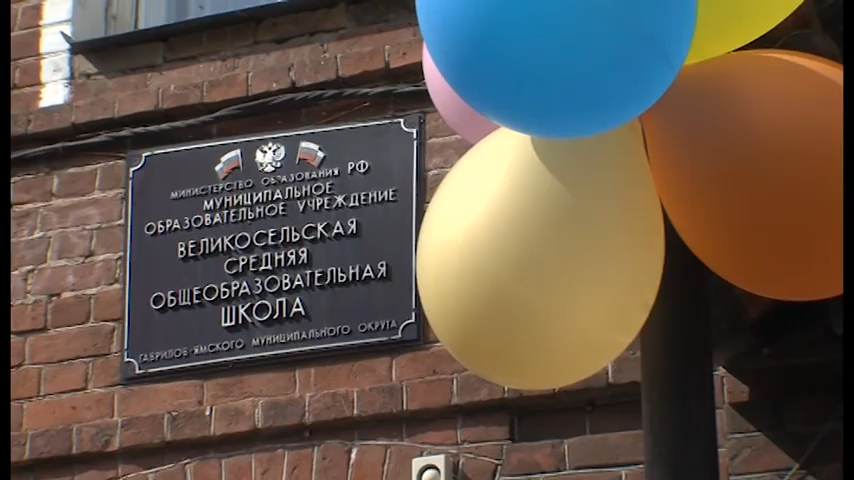 МИНИСТЕРСТВО ОБРАЗОВАНИЯ РФ
МУНИЦИПАЛЬНОЕ
ОБРАЗОВАТЕЛЬНОЕ УЧРЕЖДЕНИЕ
ВЕЛИКОСЕЛЬСКАЯ
СРЕДНЯЯ
ОБЩЕОБРАЗОВАТЕЛЬНАЯ
ШКОЛА
ГАВРИЛОВ-ЯМСКОГО МУНИЦИПАЛЬНОГО ОКРУГА